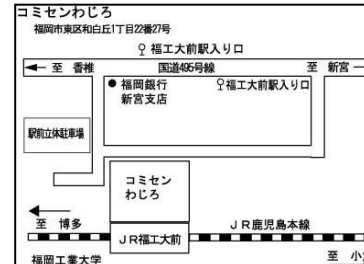 コミセンわじろ
福岡市東区和白丘1丁目22番27号
福工大前駅入り口
至 香椎
国道495号線
至 新宮
福岡銀行
新宮支店
福工大前駅入り口
駅前立体駐車場
コミセン
わじろ
至 博多
JR鹿児島本線
JR福工大前
福岡工業大学
至 小